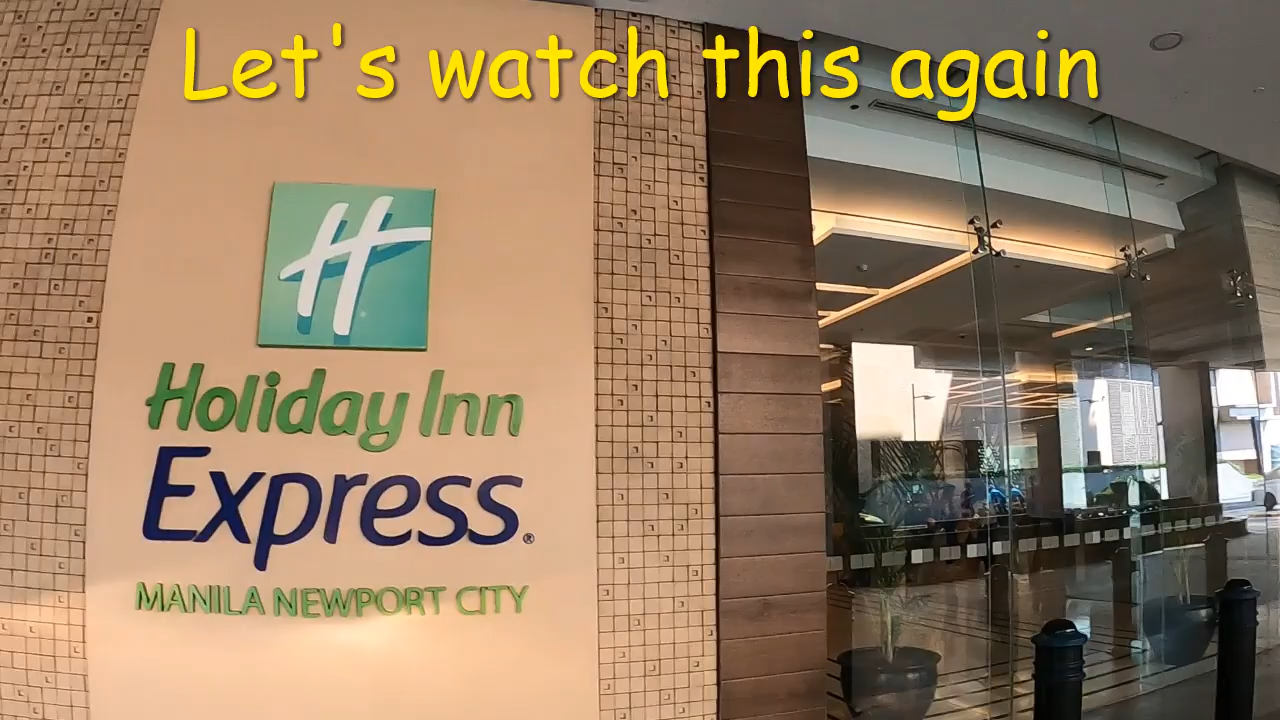 Let's watch this again
H
Holiday Inn
Express®
MANILA NEWPORT CITY